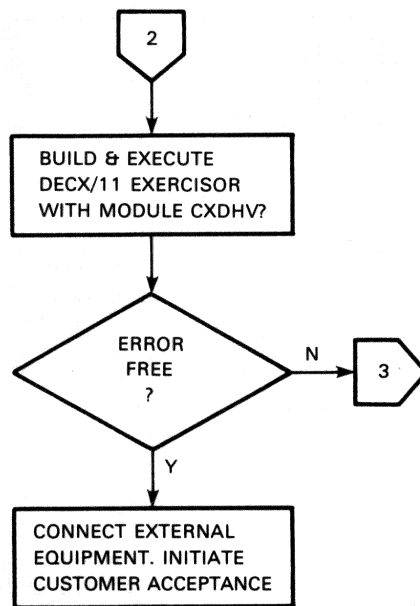 2
BUILD & EXECUTE
DECX/11 EXERCISOR
WITH MODULE CXDHV?
ERROR
FREE
?
N
3
Y
CONNECT EXTERNAL
EQUIPMENT. INITIATE
CUSTOMER ACCEPTANCE